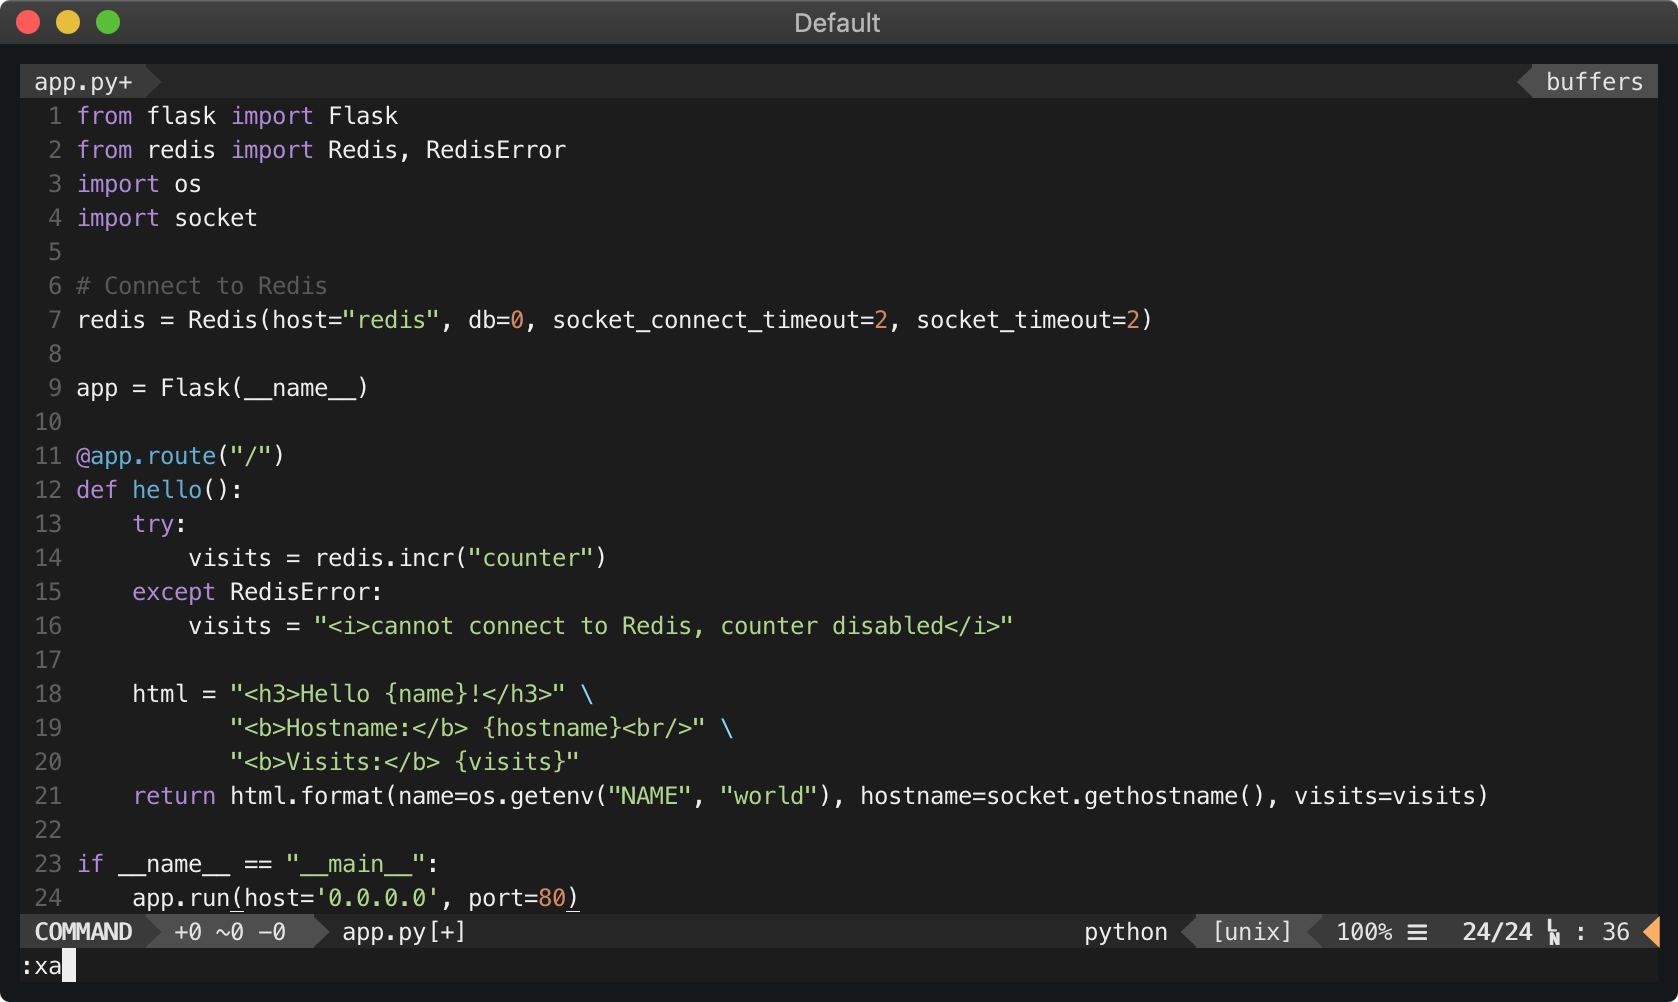 Default
app.py+ buffers
1 from flask import Flask
2 from redis import Redis, RedisError
3 import os
4 import socket
5
6 # Connect to Redis
7 redis = Redis(host="redis", db=0, socket_connect_timeout=2, socket_timeout=2)
8
9 app = Flask(__name__)
10
11 @app.route("/")
12 def hello():
13     try:
14         visits = redis.incr("counter")
15     except RedisError:
16         visits = "<i>cannot connect to Redis, counter disabled</i>"
17
18     html = "<h3>Hello {name}!</h3>" \
19            "<b>Hostname:</b> {hostname}<br/>" \
20            "<b>Visits:</b> {visits}"
21     return html.format(name=os.getenv("NAME", "world"), hostname=socket.gethostname(), visits=visits)
22
23 if __name__ == "__main__":
24     app.run(host='0.0.0.0', port=80)
COMMAND +0 ~0 -0 app.py[+] python [unix] 100% ☰ 24/24 LN : 36
:xa